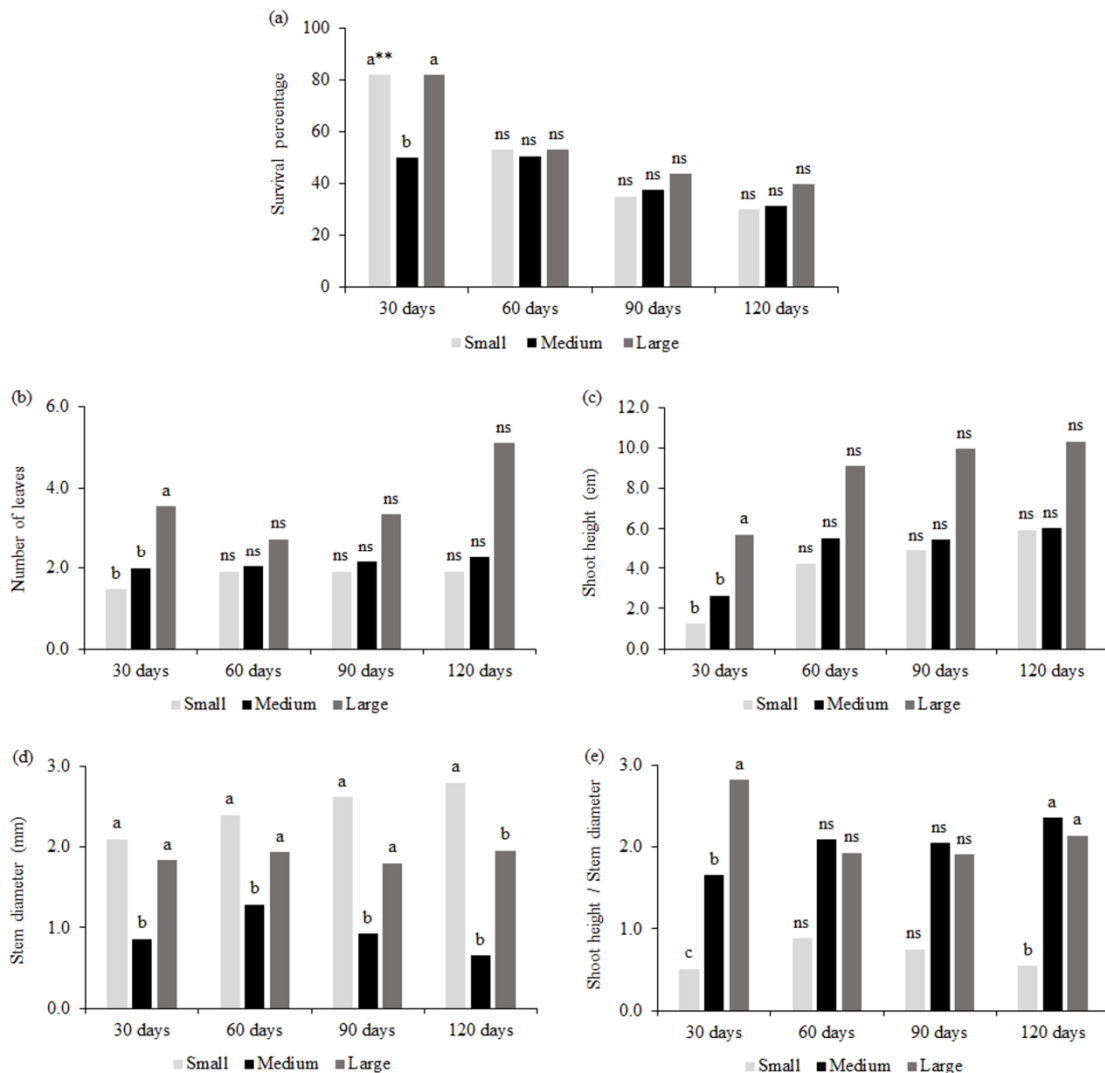 (a)
Survival percentage
100
80
60
40
20
0
a** b a
ns ns ns
ns ns ns
ns ns ns
30 days 60 days 90 days 120 days
Small Medium Large
(b)
Number of leaves
6.0
4.0
2.0
0.0
b b a
ns ns ns
ns ns ns
ns ns ns
30 days 60 days 90 days 120 days
Small Medium Large
(c)
Shoot height (cm)
12.0
10.0
8.0
6.0
4.0
2.0
0.0
b b a
ns ns ns
ns ns ns
ns ns ns
30 days 60 days 90 days 120 days
Small Medium Large
(d)
Stem diameter (mm)
3.0
2.0
1.0
0.0
a b a
a b a
a b a
a b b
30 days 60 days 90 days 120 days
Small Medium Large
(e)
Shoot height / Stem diameter
3.0
2.0
1.0
0.0
c b a
ns ns ns
ns ns ns
b a a
30 days 60 days 90 days 120 days
Small Medium Large